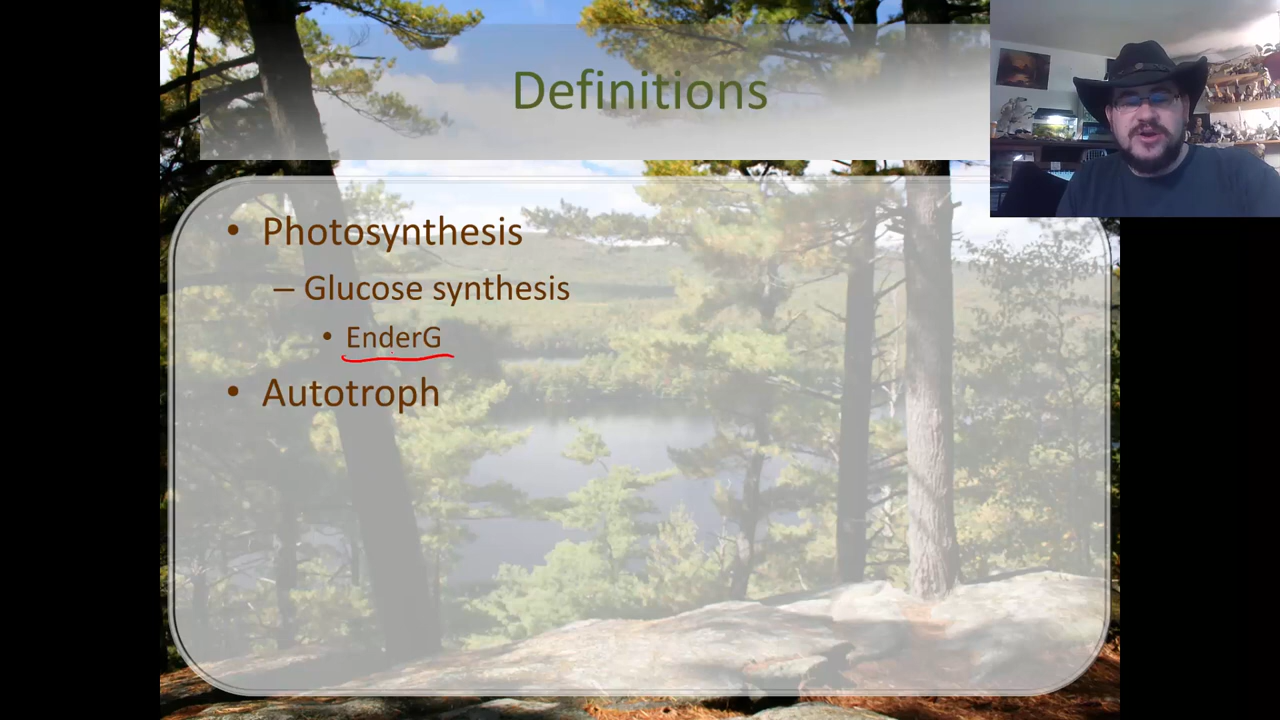 Definitions
• Photosynthesis
– Glucose synthesis
• EnderG
• Autotroph